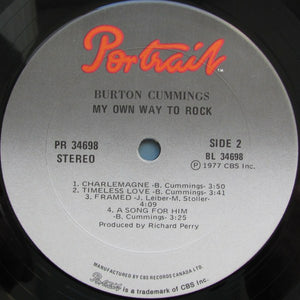 Portrait
TM
BURTON CUMMINGS
MY OWN WAY TO ROCK
PR 34698
STEREO
SIDE 2
BL 34698
℗ 1977 CBS Inc.
1. CHARLEMAGNE -B. Cummings- 3:50
2. TIMELESS LOVE -B. Cummings- 3:41
3. FRAMED -J. Leiber-M. Stoller-
4:09
4. A SONG FOR HIM
-B. Cummings-
3:25
Produced by Richard Perry
MANUFACTURED BY CBS RECORDS CANADA LTD.
Portrait is a trademark of CBS Inc.